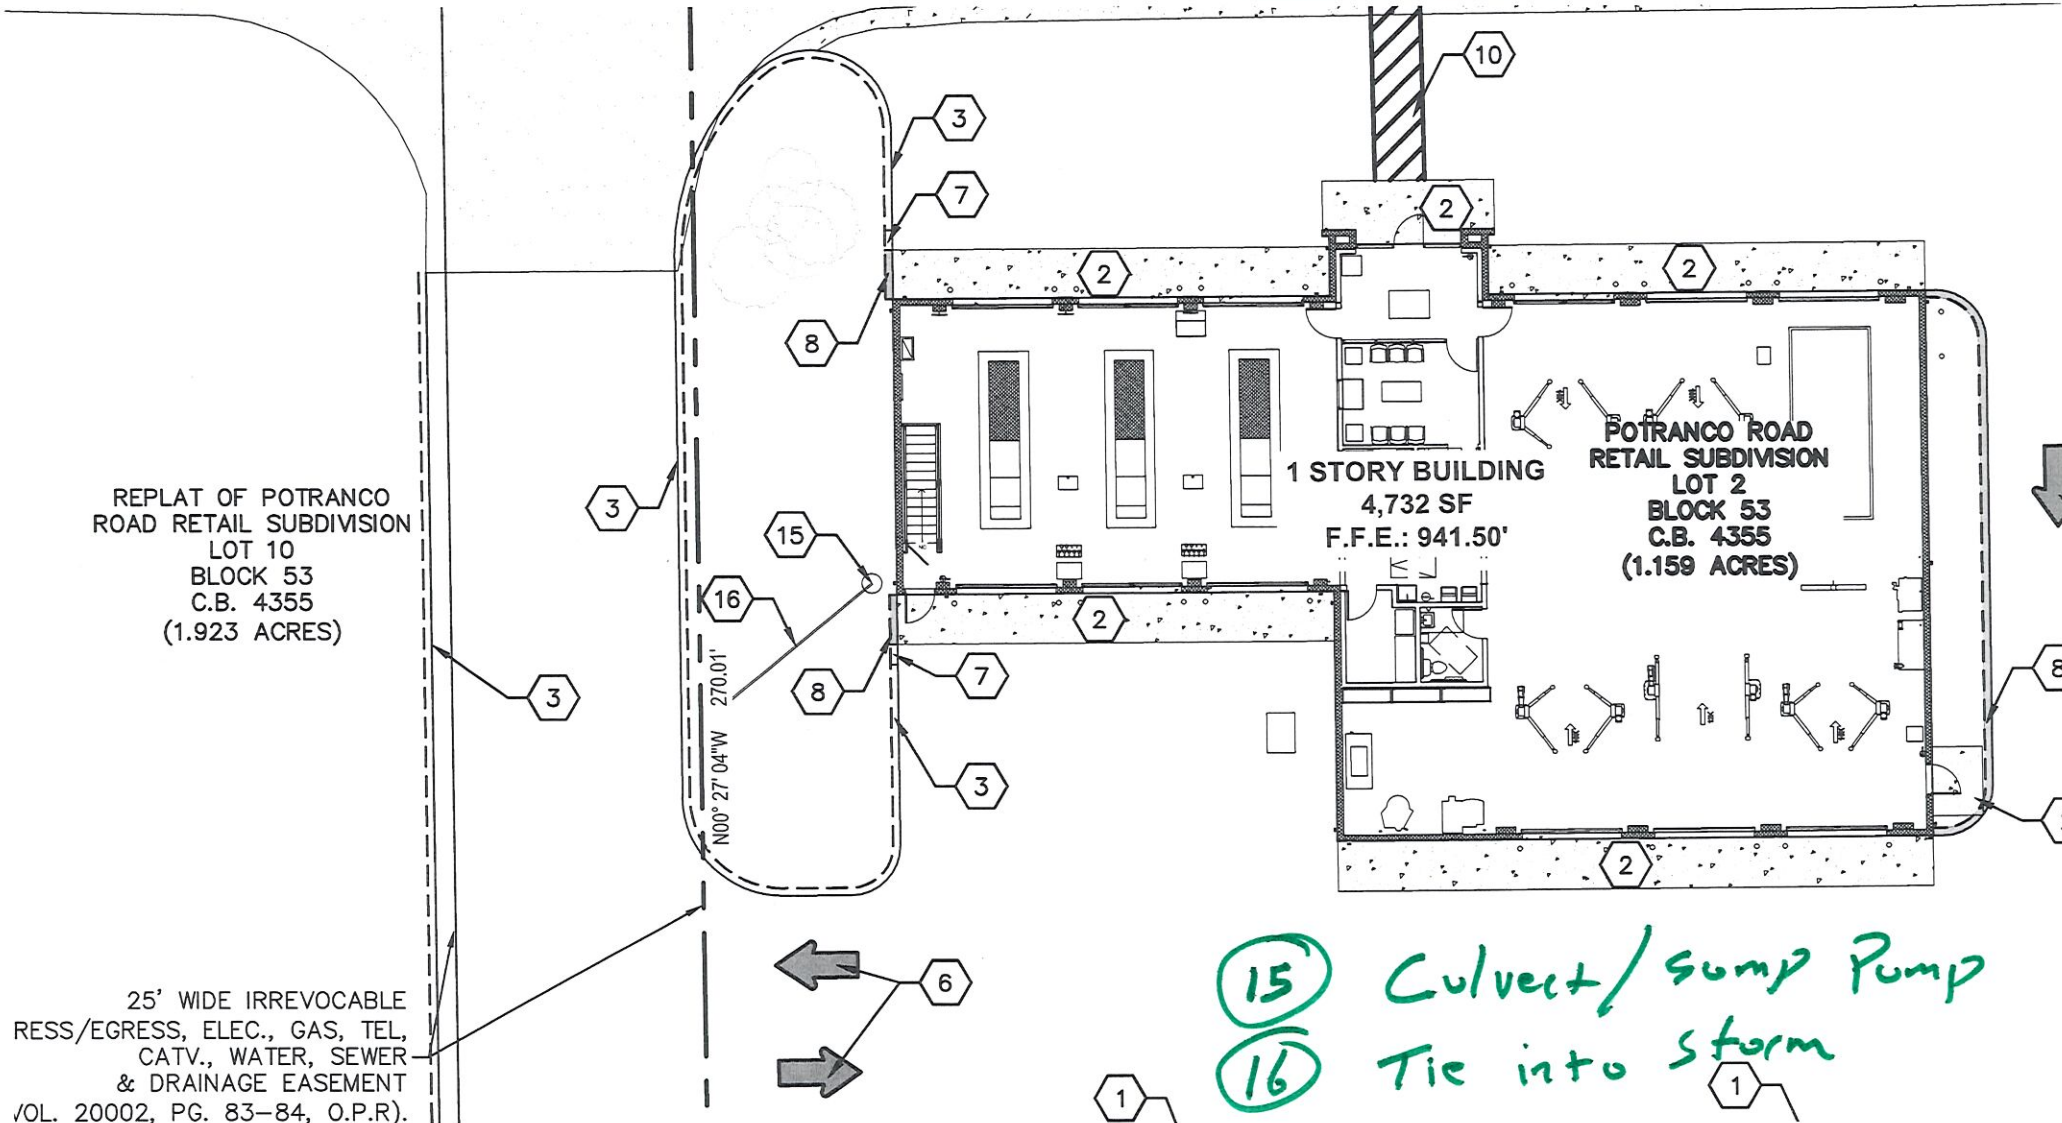 10
3
7
2
2
2
8
REPLAT OF POTRANCO
ROAD RETAIL SUBDIVISION
LOT 10
BLOCK 53
C.B. 4355
(1.923 ACRES)
3
15
16
1 STORY BUILDING
4,732 SF
F.F.E.: 941.50'
POTRANCO ROAD
RETAIL SUBDIVISION
LOT 2
BLOCK 53
C.B. 4355
(1.159 ACRES)
2
3
8
7
8
N00° 27' 04"W 270.01'
3
2
25' WIDE IRREVOCABLE
RESS/EGRESS, ELEC., GAS, TEL,
CATV., WATER, SEWER
& DRAINAGE EASEMENT
VOL. 20002, PG. 83-84, O.P.R).
6
15 Culvert/sump Pump
16 Tie into storm
1
1